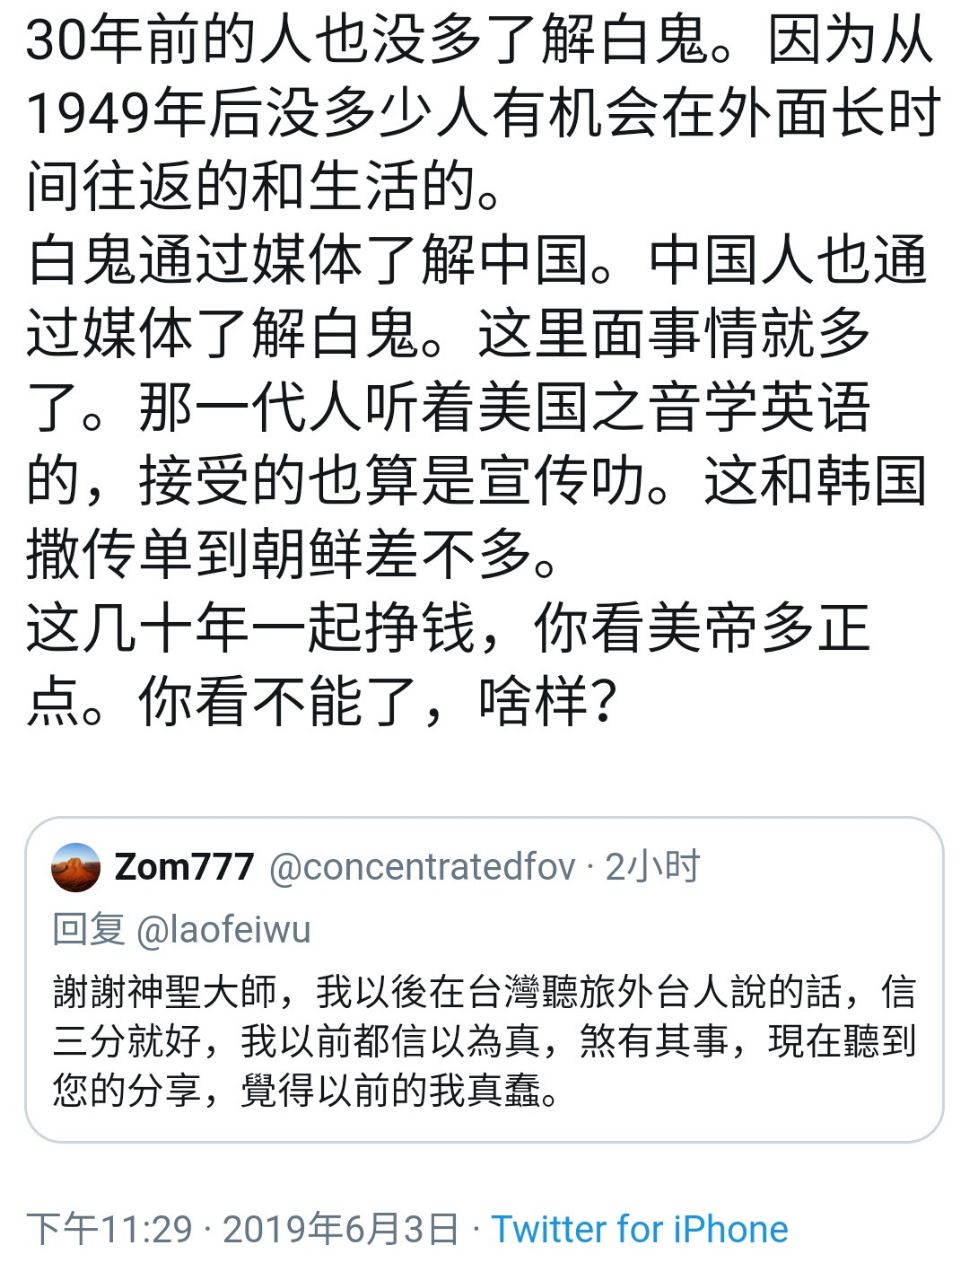 30年前的人也没多了解白鬼。因为从
1949年后没多少人有机会在外面长时
间往返的和生活的。
白鬼通过媒体了解中国。中国人也通
过媒体了解白鬼。这里面事情就多
了。那一代人听着美国之音学英语
的，接受的也算是宣传叻。这和韩国
撒传单到朝鲜差不多。
这几十年一起挣钱，你看美帝多正
点。你看不能了，啥样？
Zom777 @concentratedfov · 2小时
回复 @laofeiwu
謝謝神聖大師，我以後在台灣聽旅外台人說的話，信
三分就好，我以前都信以為真，煞有其事，現在聽到
您的分享，覺得以前的我真蠢。
下午11:29 · 2019年6月3日 · Twitter for iPhone